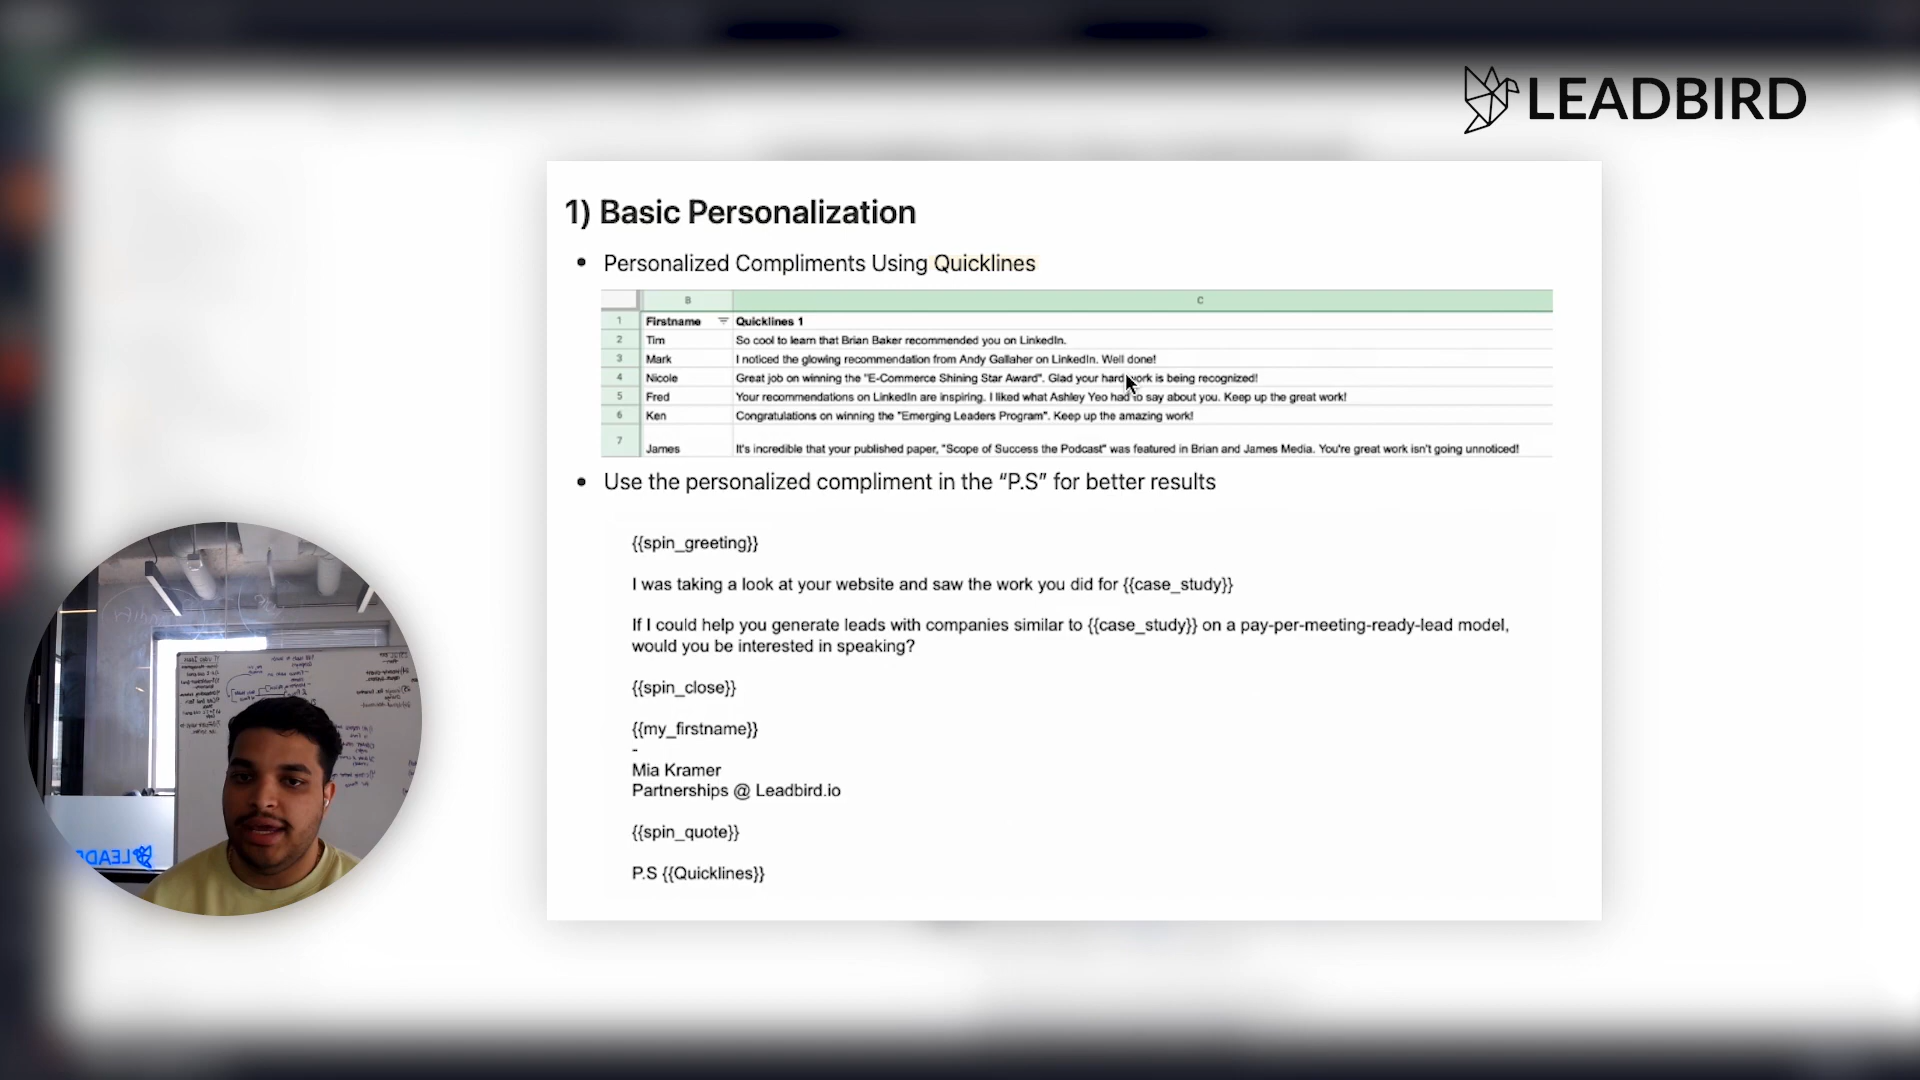 LEADBIRD
1) Basic Personalization
• Personalized Compliments Using Quicklines
B C
1 Firstname Quicklines 1
2 Tim So cool to learn that Brian Baker recommended you on LinkedIn.
3 Mark I noticed the glowing recommendation from Andy Gallaher on LinkedIn. Well done!
4 Nicole Great job on winning the "E-Commerce Shining Star Award". Glad your hard work is being recognized!
5 Fred Your recommendations on LinkedIn are inspiring. I liked what Ashley Yeo had to say about you. Keep up the great work!
6 Ken Congratulations on winning the "Emerging Leaders Program". Keep up the amazing work!
7 James It's incredible that your published paper, "Scope of Success the Podcast" was featured in Brian and James Media. You're great work isn't going unnoticed!
• Use the personalized compliment in the “P.S” for better results
{{spin_greeting}}
I was taking a look at your website and saw the work you did for {{case_study}}
If I could help you generate leads with companies similar to {{case_study}} on a pay-per-meeting-ready-lead model,
would you be interested in speaking?
{{spin_close}}
{{my_firstname}}
-
Mia Kramer
Partnerships @ Leadbird.io
{{spin_quote}}
P.S {{Quicklines}}